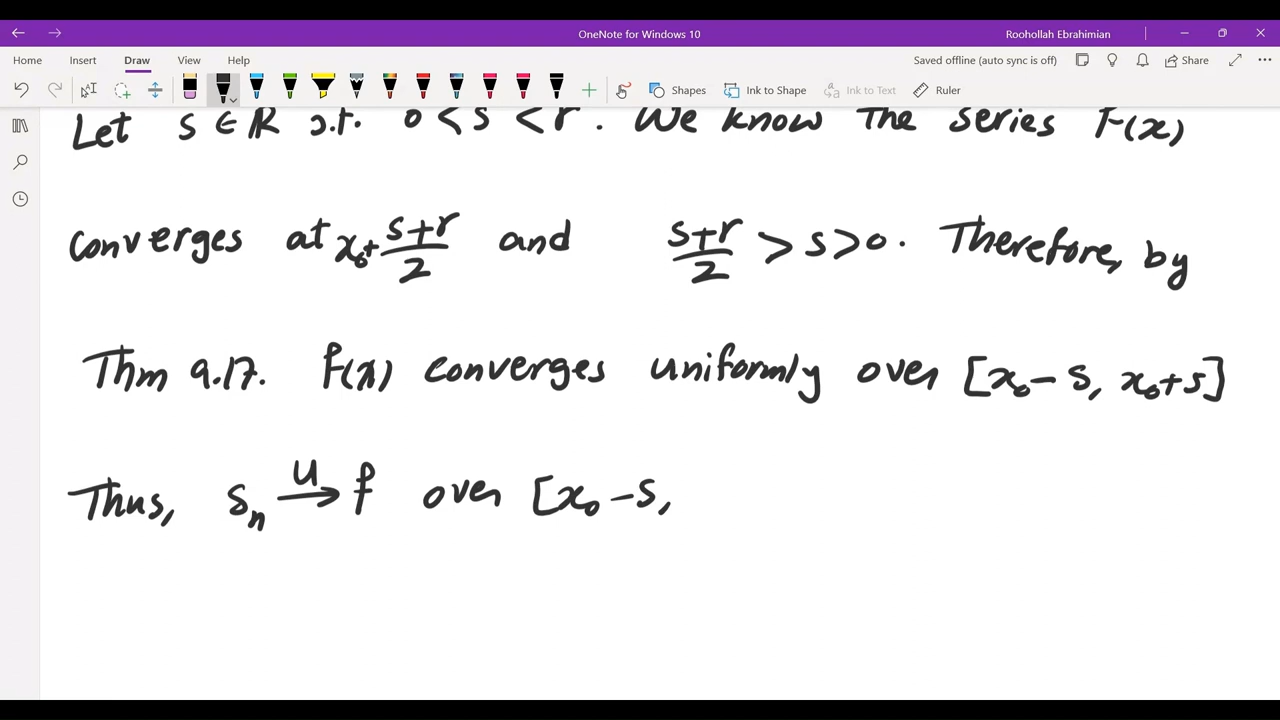 OneNote for Windows 10
Roohollah Ebrahimian
Home Insert Draw View Help
Saved offline (auto sync is off)
Share
Shapes
Ink to Shape
Ink to Text
Ruler
Let s ∈ ℝ s.t. 0 < s < r. We know the series f(x)
converges at x₀+ (s+r)/2 and (s+r)/2 > s > 0. Therefore, by
Thm 9.17. f(x) converges uniformly over [x₀ - s, x₀+s]
Thus, Sₙ →ᵘ f over [x₀ - s,